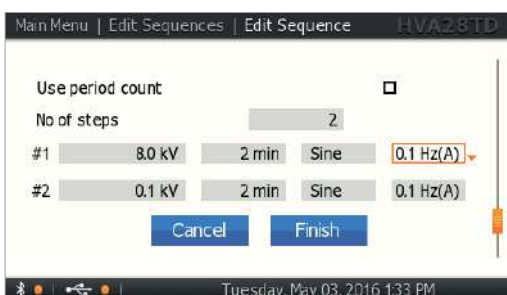 Main Menu | Edit Sequences | Edit Sequence HVA28TD
Use period count
No of steps 2
#1 8.0 kV 2 min Sine 0.1 Hz(A)
#2 0.1 kV 2 min Sine 0.1 Hz(A)
Cancel Finish
Tuesday, May 03, 2016 1:33 PM